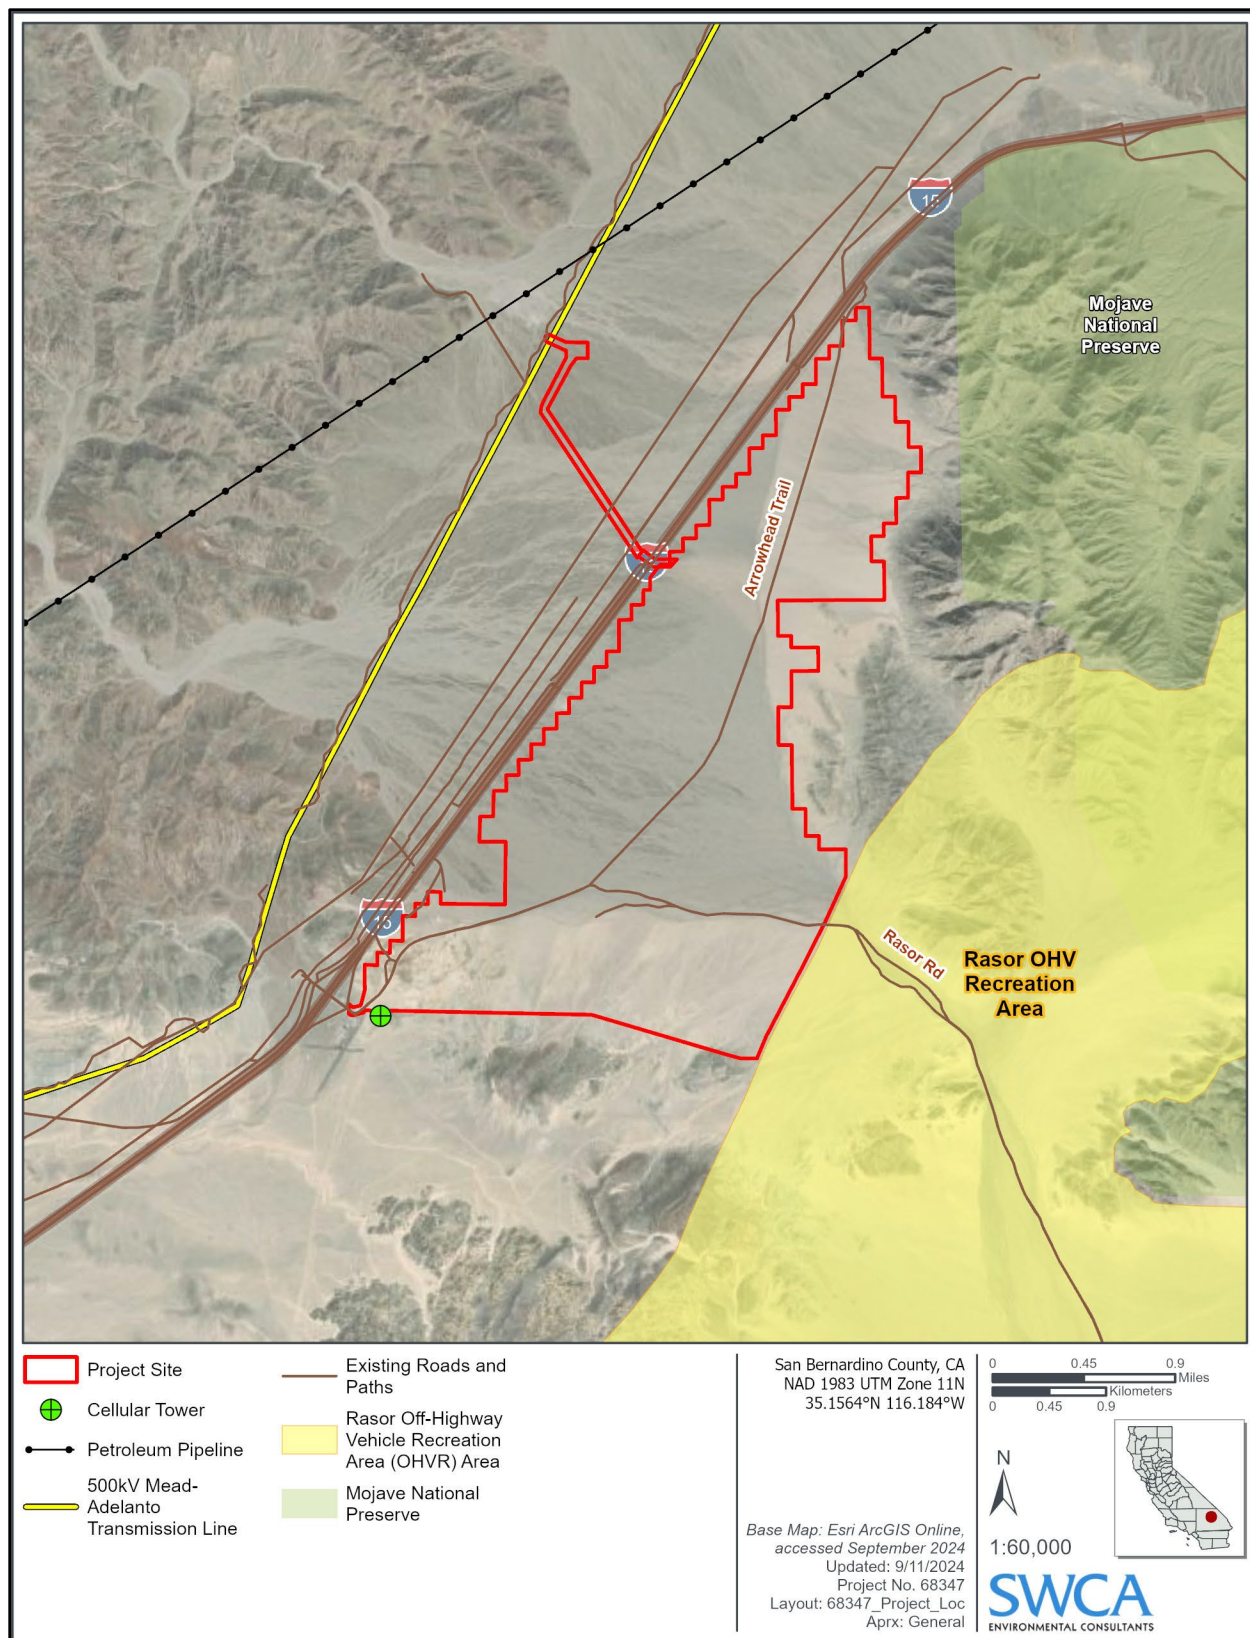 15
Mojave
National
Preserve
Arrowhead Trail
15
Rasor Rd
Rasor OHV
Recreation
Area
Project Site
Cellular Tower
Petroleum Pipeline
500kV Mead-
Adelanto
Transmission Line
Existing Roads and
Paths
Rasor Off-Highway
Vehicle Recreation
Area (OHVR) Area
Mojave National
Preserve
San Bernardino County, CA
NAD 1983 UTM Zone 11N
35.1564°N 116.184°W
Base Map: Esri ArcGIS Online,
accessed September 2024
Updated: 9/11/2024
Project No. 68347
Layout: 68347_Project_Loc
Aprx: General
0 0.45 0.9
Miles
Kilometers
0 0.45 0.9
N
1:60,000
SWCA
ENVIRONMENTAL CONSULTANTS